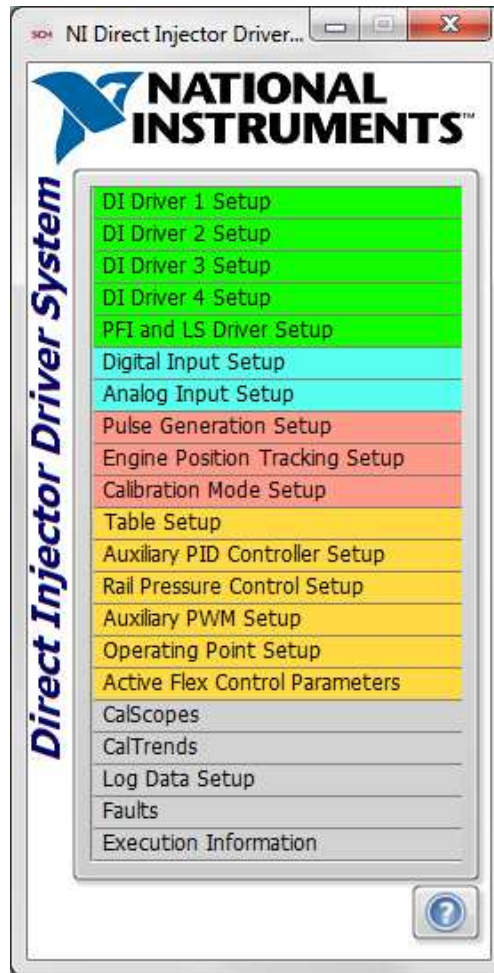 NI Direct Injector Driver...
NATIONAL
INSTRUMENTS™
Direct Injector Driver System
DI Driver 1 Setup
DI Driver 2 Setup
DI Driver 3 Setup
DI Driver 4 Setup
PFI and LS Driver Setup
Digital Input Setup
Analog Input Setup
Pulse Generation Setup
Engine Position Tracking Setup
Calibration Mode Setup
Table Setup
Auxiliary PID Controller Setup
Rail Pressure Control Setup
Auxiliary PWM Setup
Operating Point Setup
Active Flex Control Parameters
CalScopes
CalTrends
Log Data Setup
Faults
Execution Information
?